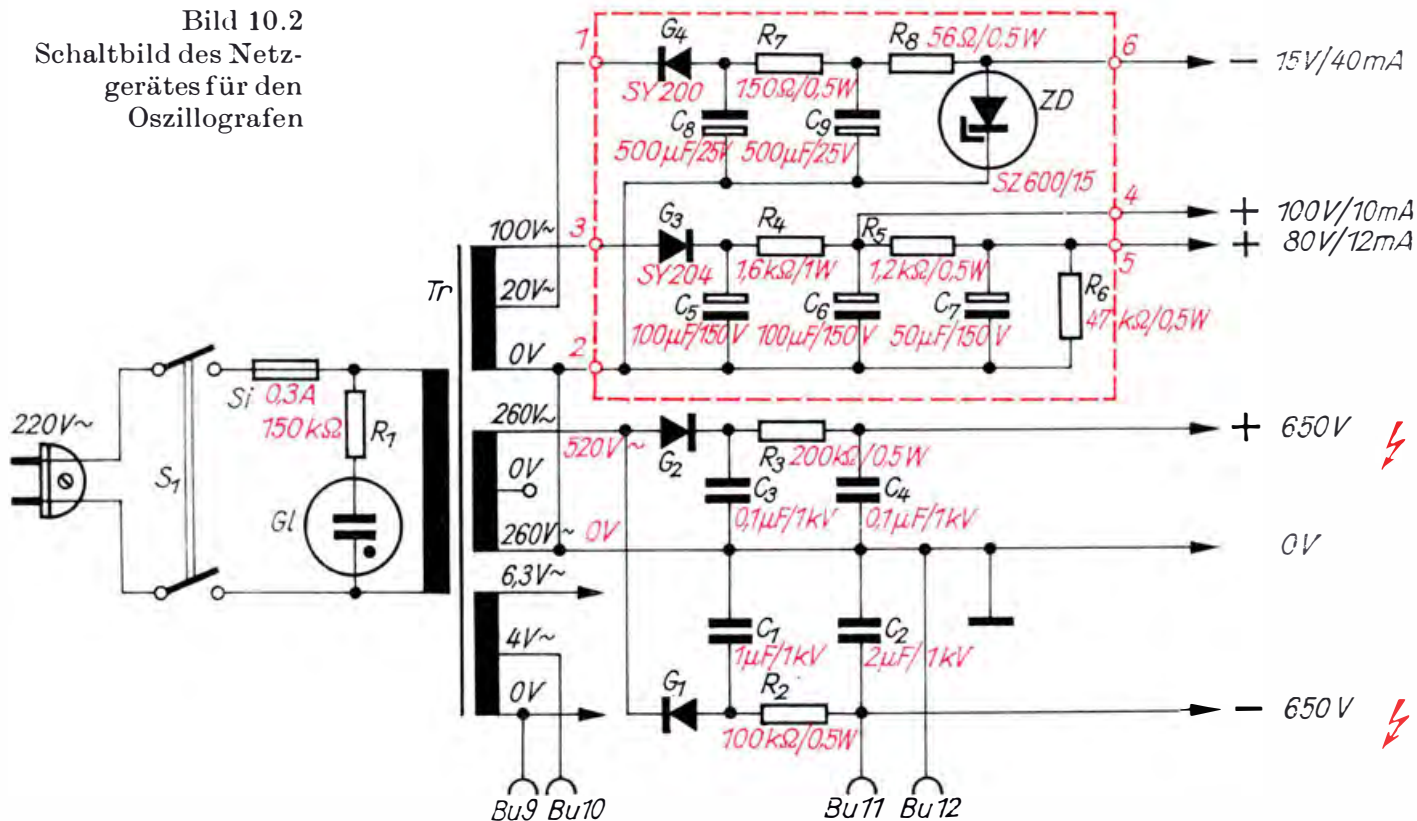 Bild 10.2
Schaltbild des Netz-
gerätes für den
Oszillografen
1
G4
R7
R8
56Ω/0,5W
6
− 15V/40mA
SY200
150Ω/0,5W
ZD
C8
C9
500µF/25V
500µF/25V
SZ600/15
4
+ 100V/10mA
100V~
3
G3
R4
R5
+ 80V/12mA
5
SY204
1,6kΩ/1W
1,2kΩ/0,5W
Tr
20V~
C5
C6
C7
R6
100µF/150V
100µF/150V
50µF/150V
47 kΩ/0,5W
0V
2
Si 0,3A
150kΩ
R1
220V~
S1
Gl
260V~
520V~
G2
R3
200kΩ/0,5W
+ 650V
0V
C3
C4
0,1µF/1kV
0,1µF/1kV
260V~ 0V
0V
6,3V~
4V~
C1
C2
1µF/1kV
2µF/1kV
0V
G1
R2
− 650V
100kΩ/0,5W
Bu9 Bu10
Bu11 Bu12